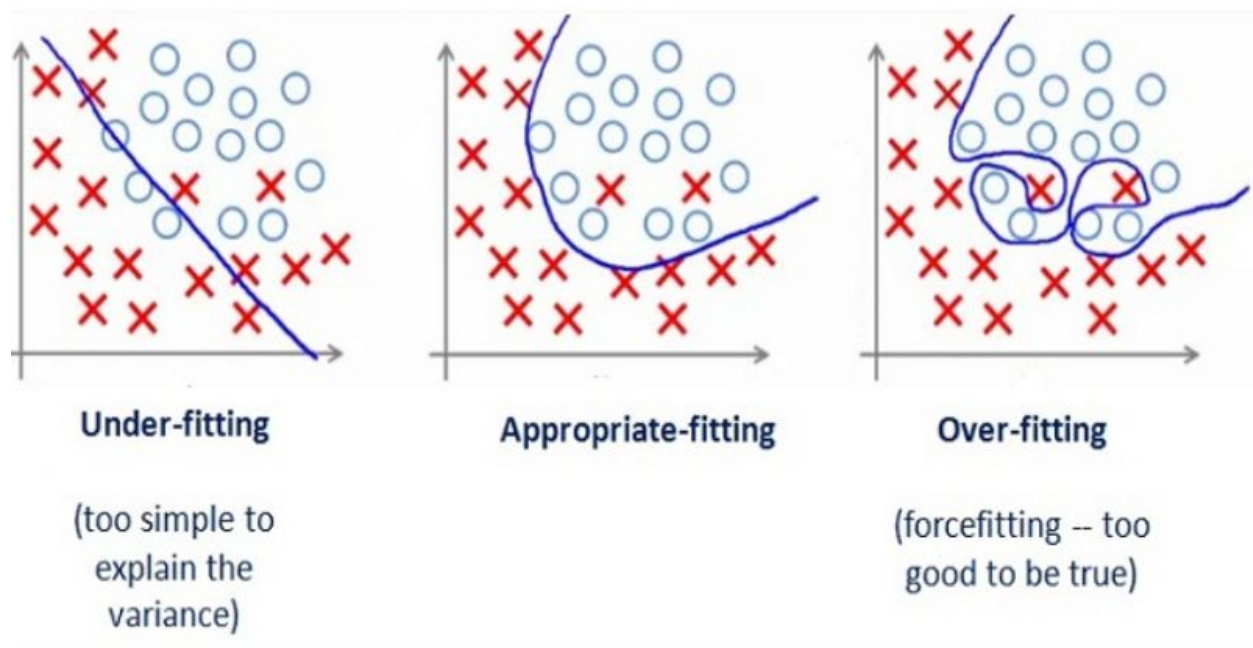 Under-fitting
Appropriate-fitting
Over-fitting
(too simple to
explain the
variance)
(forcefitting -- too
good to be true)